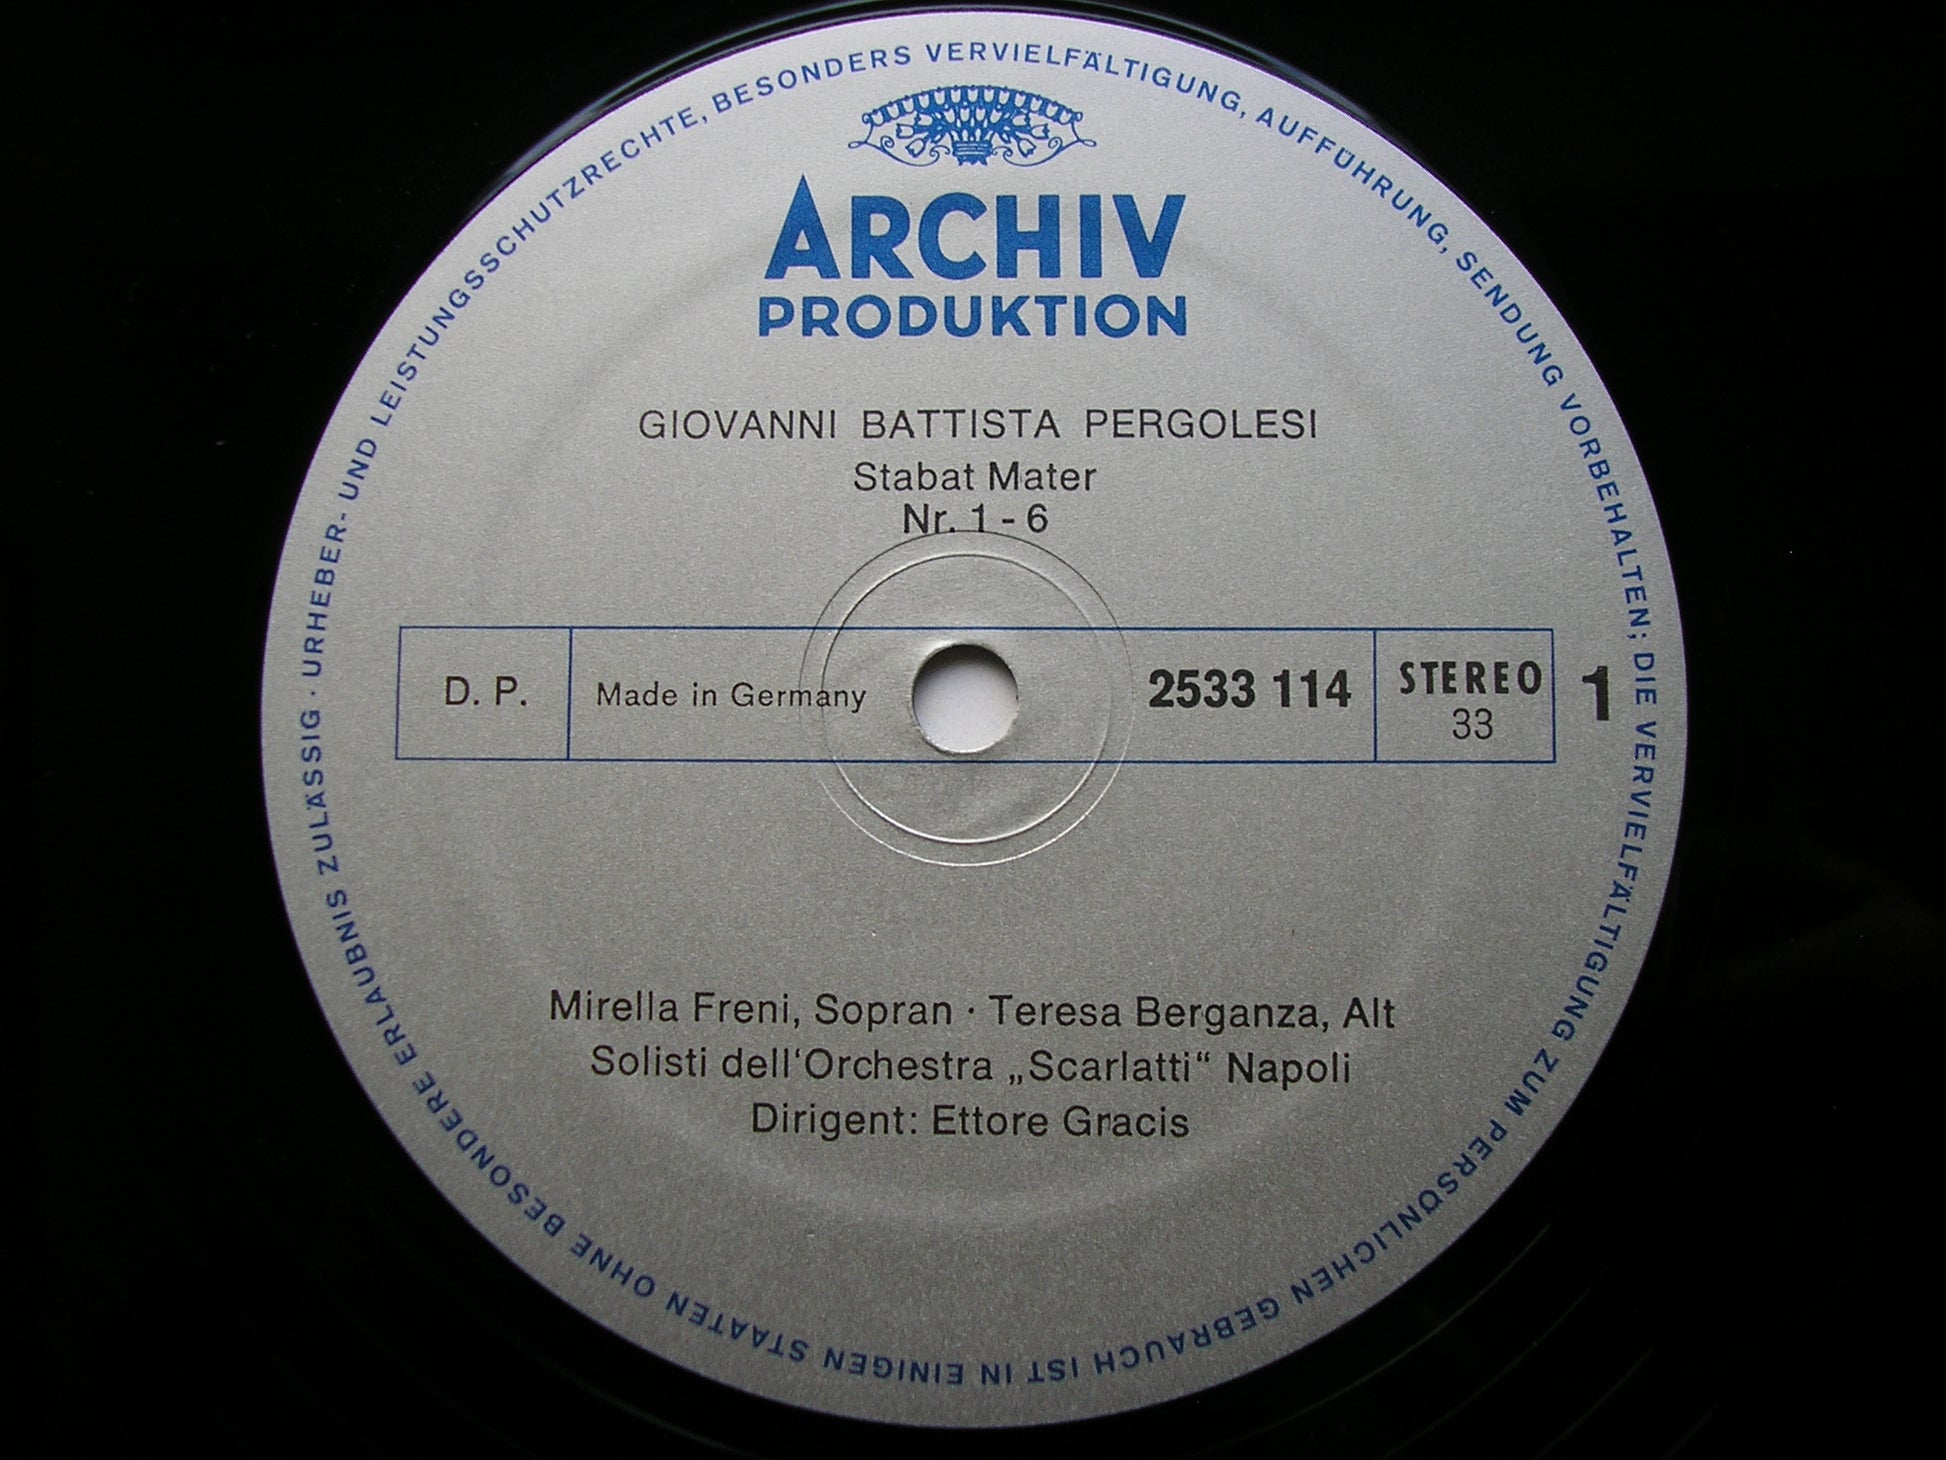 URHEBER- UND LEISTUNGSSCHUTZRECHTE, BESONDERS VERVIELFÄLTIGUNG, AUFFÜHRUNG, SENDUNG VORBEHALTEN; DIE VERVIELFÄLTIGUNG ZUM PERSÖNLICHEN GEBRAUCH IST IN EINIGEN STAATEN OHNE BESONDERE ERLAUBNIS ZULÄSSIG ·
ARCHIV
PRODUKTION
GIOVANNI BATTISTA PERGOLESI
Stabat Mater
Nr. 1 - 6
D. P. Made in Germany 2533 114 STEREO 1
33
Mirella Freni, Sopran · Teresa Berganza, Alt
Solisti dell‘Orchestra „Scarlatti“ Napoli
Dirigent: Ettore Gracis